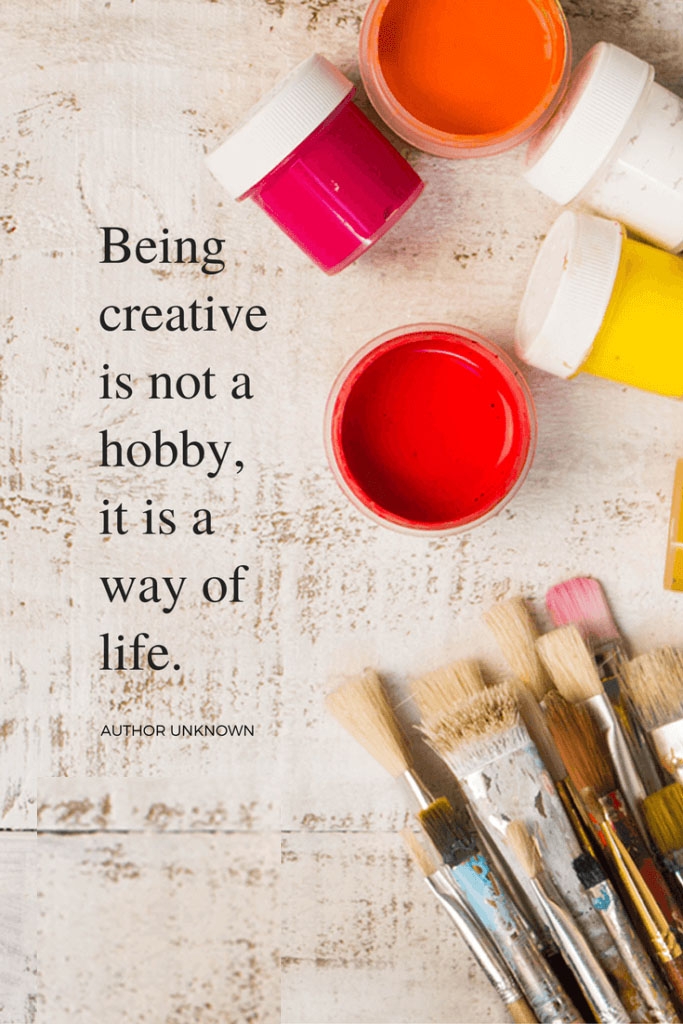 Being
creative
is not a
hobby,
it is a
way of
life.
AUTHOR UNKNOWN